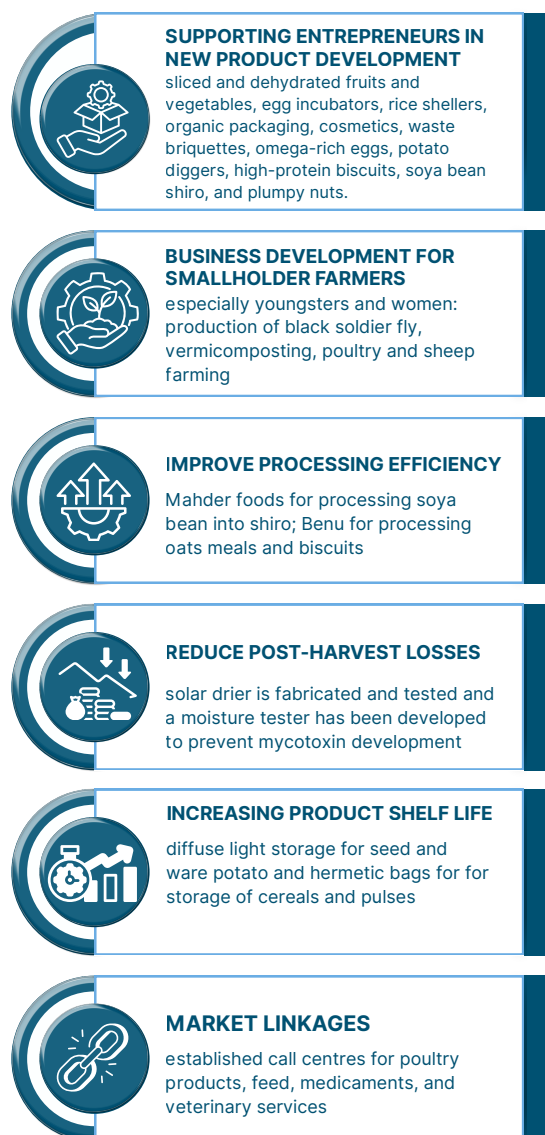 SUPPORTING ENTREPRENEURS IN
NEW PRODUCT DEVELOPMENT
sliced and dehydrated fruits and
vegetables, egg incubators, rice shellers,
organic packaging, cosmetics, waste
briquettes, omega-rich eggs, potato
diggers, high-protein biscuits, soya bean
shiro, and plumpy nuts.
BUSINESS DEVELOPMENT FOR
SMALLHOLDER FARMERS
especially youngsters and women:
production of black soldier fly,
vermicomposting, poultry and sheep
farming
IMPROVE PROCESSING EFFICIENCY
Mahder foods for processing soya
bean into shiro; Benu for processing
oats meals and biscuits
REDUCE POST-HARVEST LOSSES
solar drier is fabricated and tested and
a moisture tester has been developed
to prevent mycotoxin development
INCREASING PRODUCT SHELF LIFE
diffuse light storage for seed and
ware potato and hermetic bags for for
storage of cereals and pulses
MARKET LINKAGES
established call centres for poultry
products, feed, medicaments, and
veterinary services